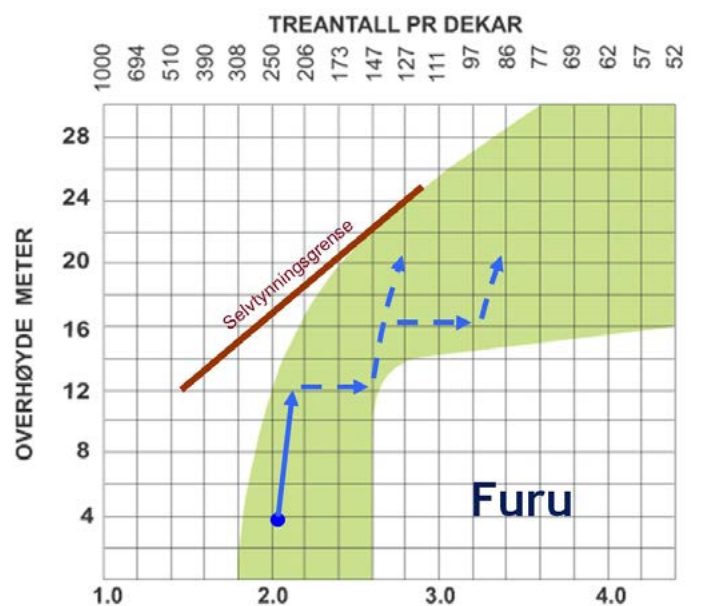 TREANTALL PR DEKAR
1000 694 510 390 308 250 206 173 147 127 111 97 86 77 69 62 57 52
OVERHØYDE METER
28
24
20
16
12
8
4
Selvtynningsgrense
Furu
1.0 2.0 3.0 4.0